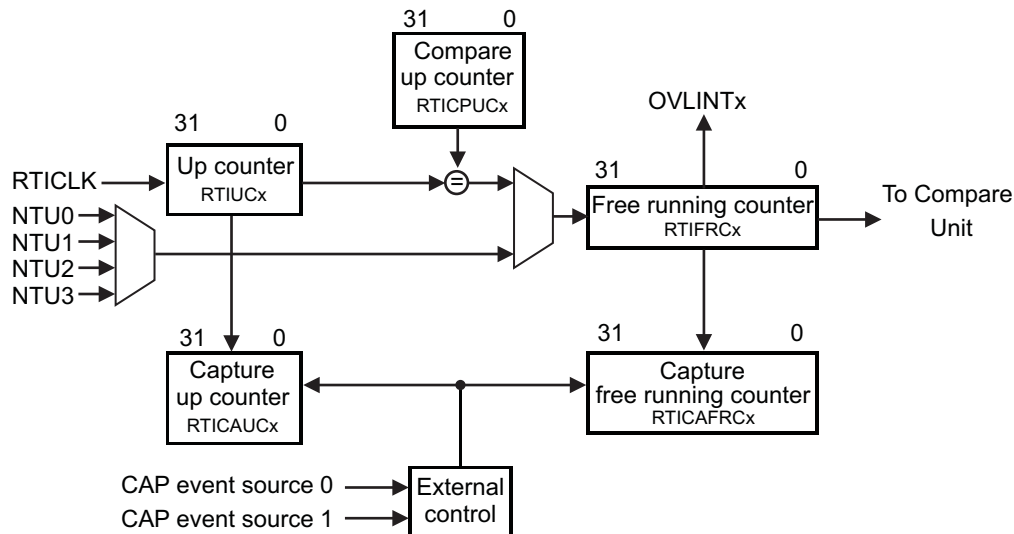 31 0
Compare
up counter
RTICPUCx
OVLINTx
31 0
Up counter
RTIUCx
RTICLK
=
31 0
Free running counter
RTIFRCx
To Compare
Unit
NTU0
NTU1
NTU2
NTU3
31 0
Capture
up counter
RTICAUCx
31 0
Capture
free running counter
RTICAFRCx
CAP event source 0
CAP event source 1
External
control